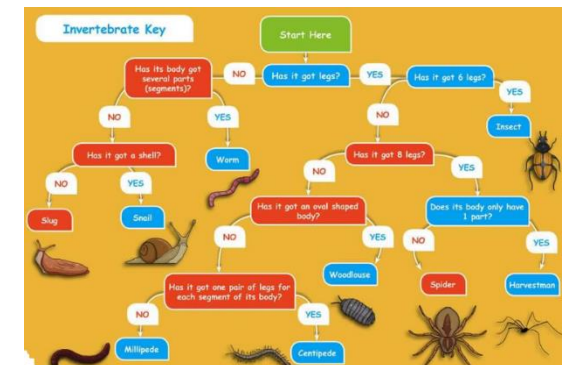 Invertebrate Key
Start Here
Has its body got
several parts
(segments)?
NO
Has it got legs?
YES
Has it got 6 legs?
YES
NO
YES
NO
Insect
Has it got a shell?
Worm
Has it got 8 legs?
NO
YES
NO
YES
Slug
Snail
Has it got an oval shaped
body?
Does its body only have
1 part?
NO
YES
NO
YES
Woodlouse
Spider
Harvestman
Has it got one pair of legs for
each segment of its body?
NO
YES
Millipede
Centipede